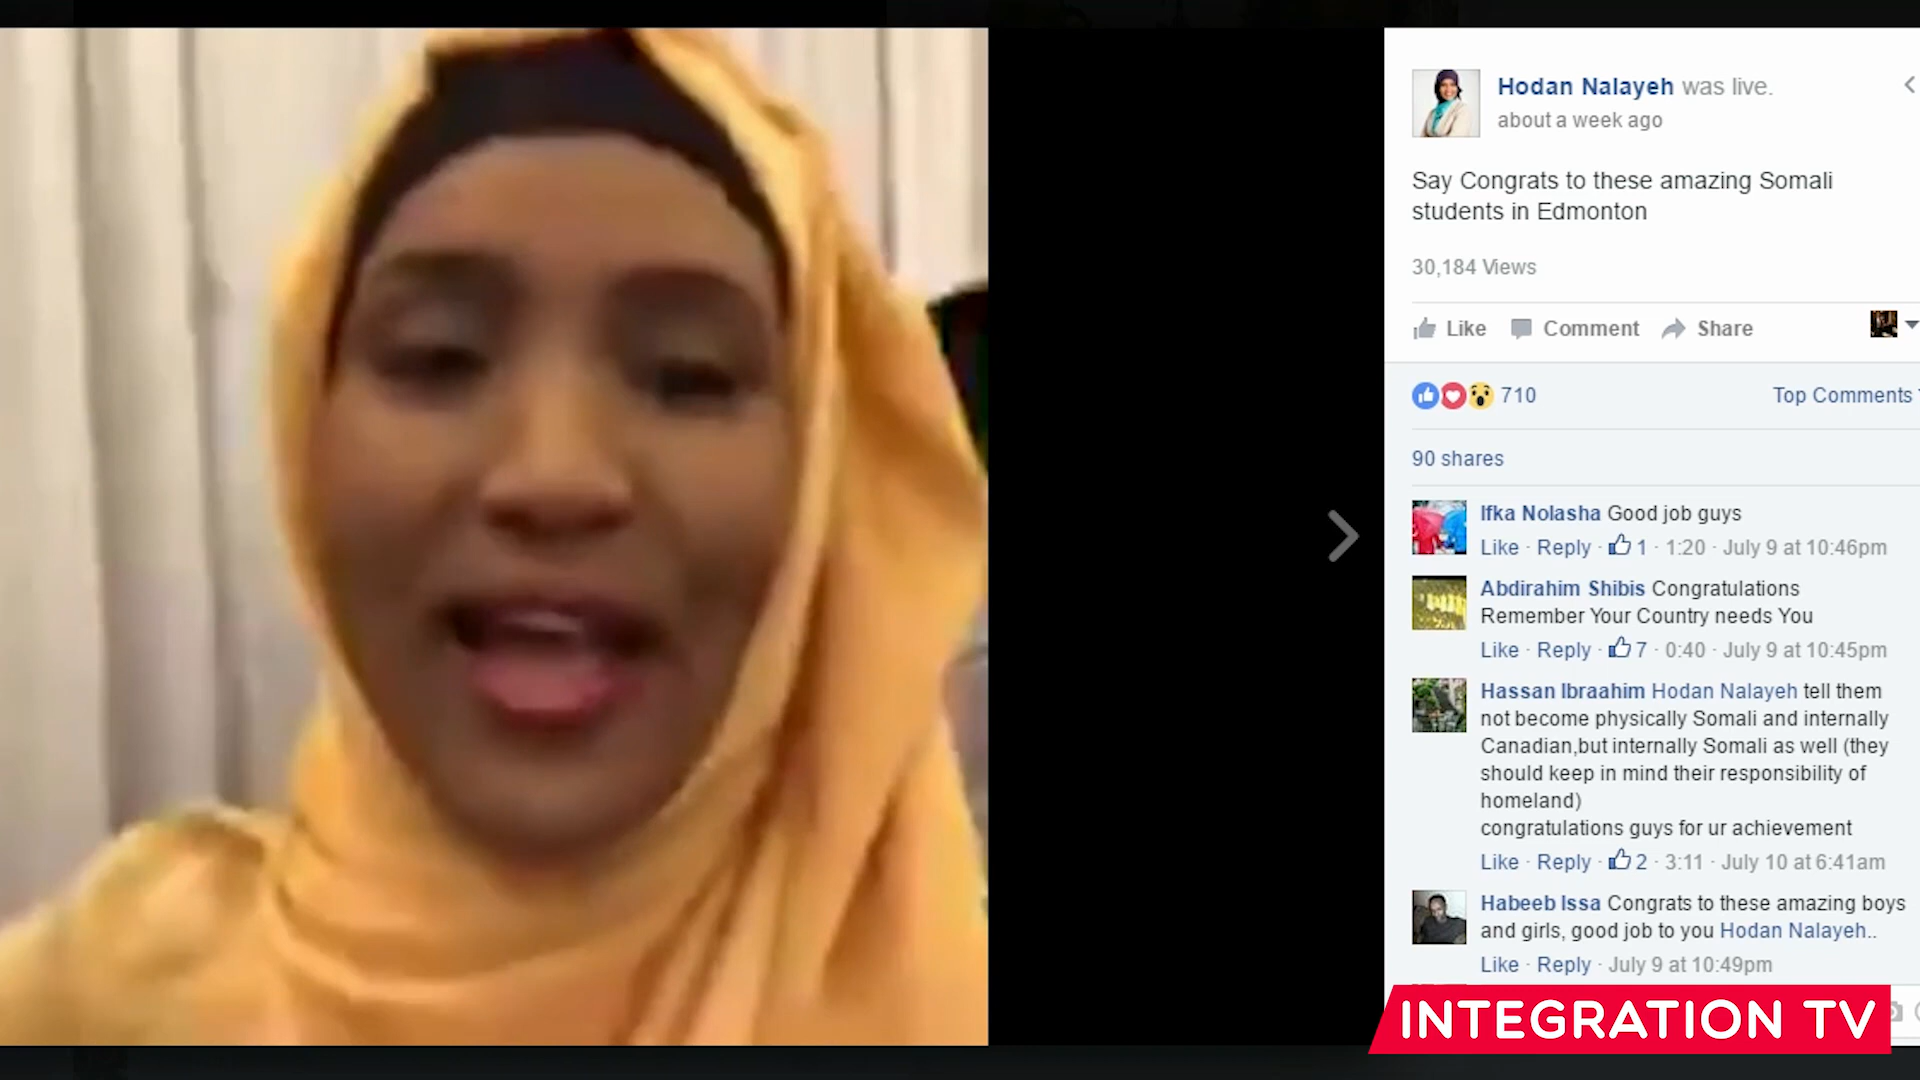 Hodan Nalayeh was live.
about a week ago
Say Congrats to these amazing Somali
students in Edmonton
30,184 Views
Like Comment Share
710 Top Comments
90 shares
Ifka Nolasha Good job guys
Like · Reply · 1 · 1:20 · July 9 at 10:46pm
Abdirahim Shibis Congratulations
Remember Your Country needs You
Like · Reply · 7 · 0:40 · July 9 at 10:45pm
Hassan Ibraahim Hodan Nalayeh tell them
not become physically Somali and internally
Canadian,but internally Somali as well (they
should keep in mind their responsibility of
homeland)
congratulations guys for ur achievement
Like · Reply · 2 · 3:11 · July 10 at 6:41am
Habeeb Issa Congrats to these amazing boys
and girls, good job to you Hodan Nalayeh..
Like · Reply · July 9 at 10:49pm
INTEGRATION TV